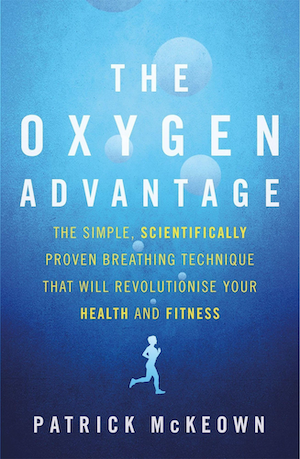 THE
OXYGEN
ADVANTAGE
THE SIMPLE, SCIENTIFICALLY
PROVEN BREATHING TECHNIQUE
THAT WILL REVOLUTIONISE YOUR
HEALTH AND FITNESS
PATRICK McKEOWN